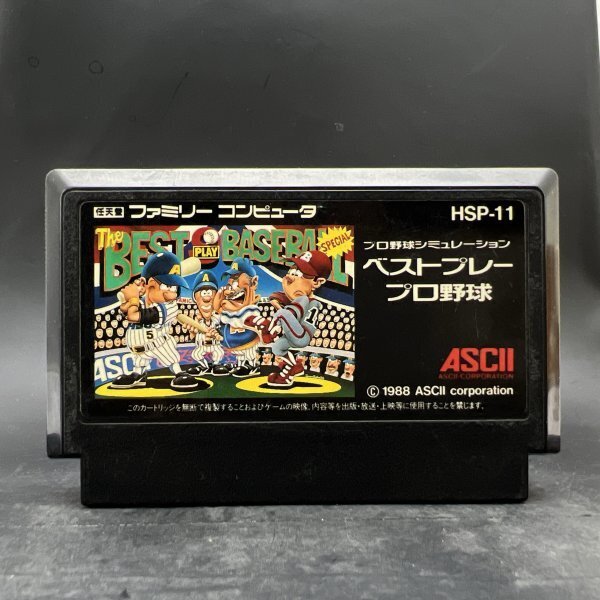 任天堂 ファミリー コンピュータ HSP-11
The BEST PLAY BASEBALL SPECIAL
プロ野球シミュレーション
ベストプレー
プロ野球
ASCII
ASCII CORPORATION
© 1988 ASCII corporation
このカートリッジを無断で複製することおよびゲームの映像、内容等を出版・放送・上映等に使用することを禁じます。
ASCII
5
A
A
B
1